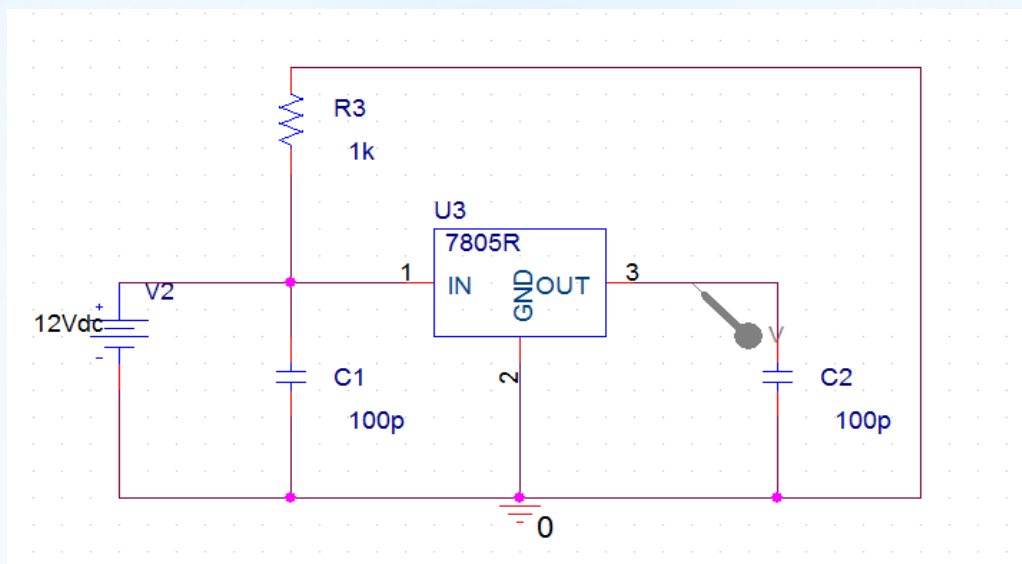 R3
1k
U3
7805R
1
IN
GND
OUT
3
V2
+
12Vdc
-
V
C1
100p
2
C2
100p
0